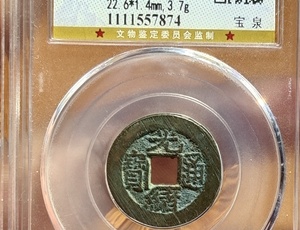 22.6*1.4mm,3.7g
1111557874
宝泉
★ 文物鉴定委员会监制 ★
光
寶 通
緒